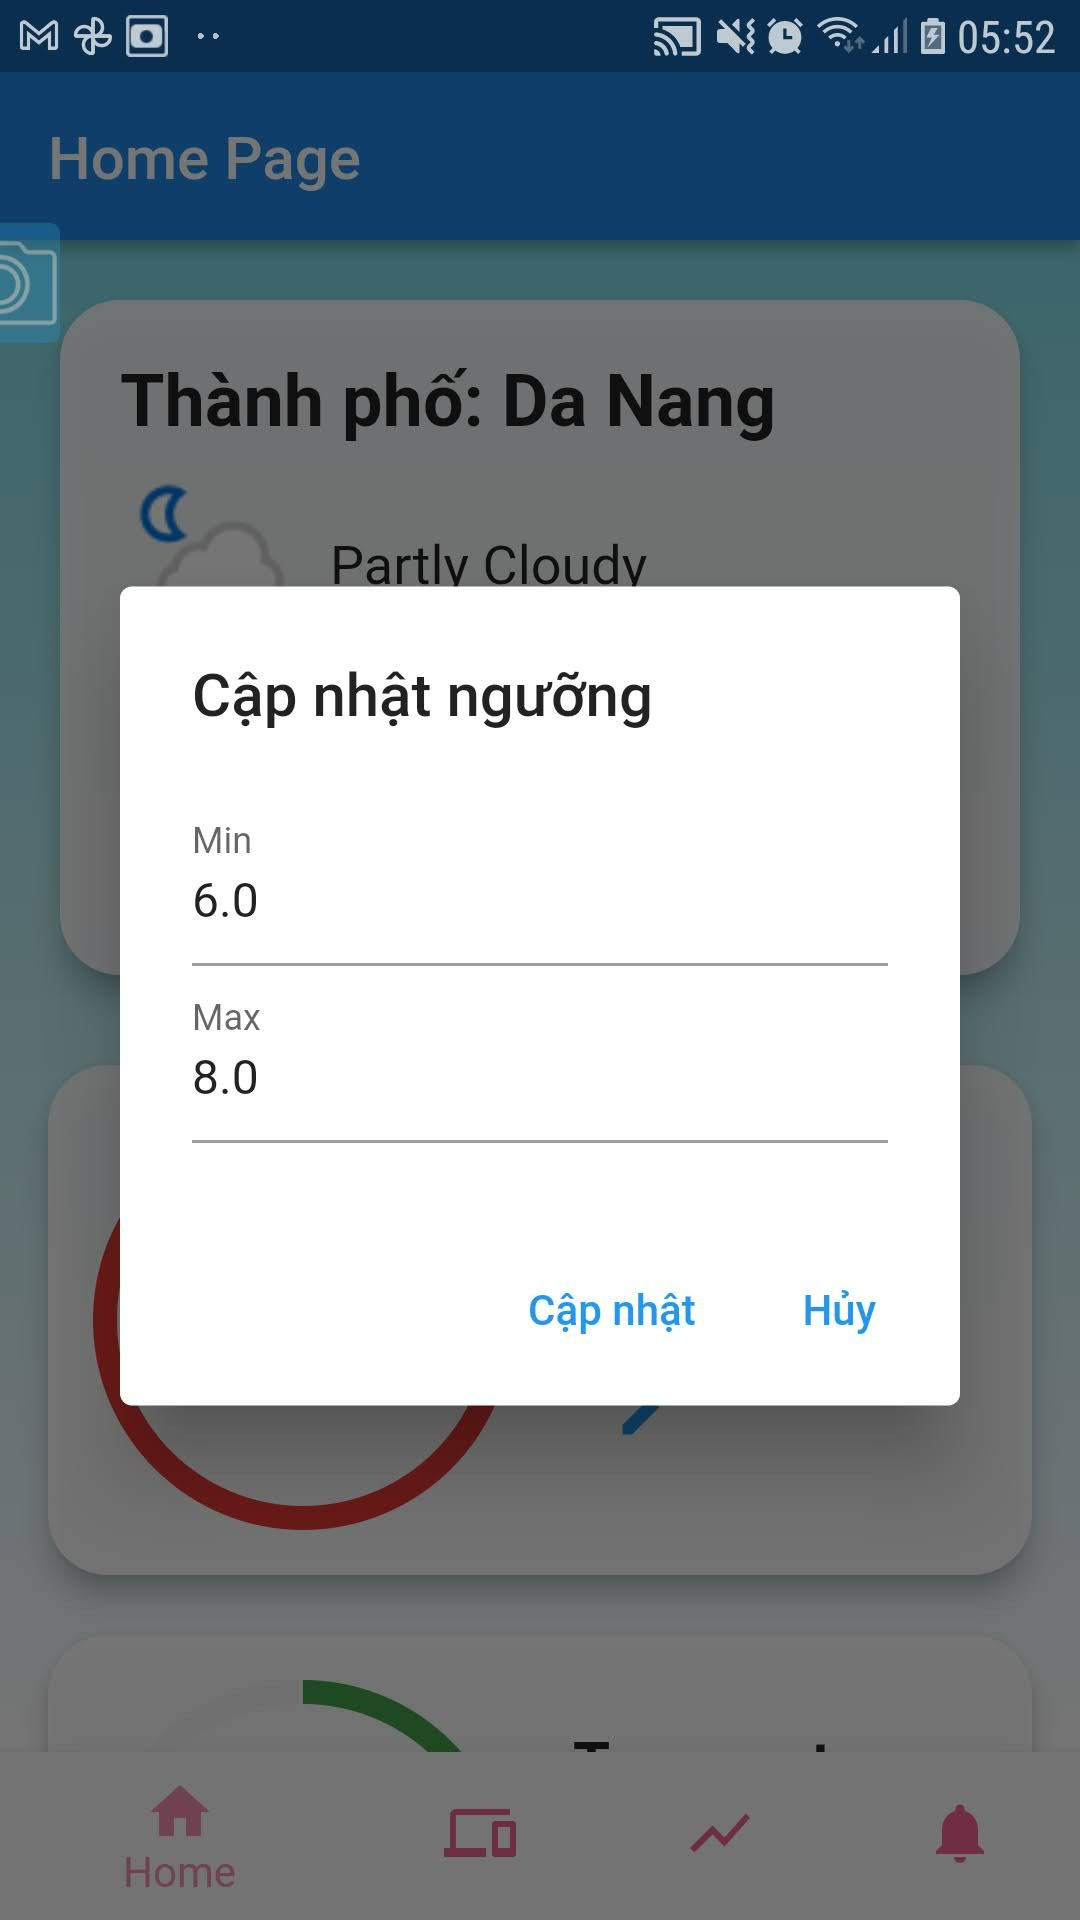 05:52
Home Page
Thành phố: Da Nang
Partly Cloudy
Cập nhật ngưỡng
Min
6.0
Max
8.0
Cập nhật Hủy
Home